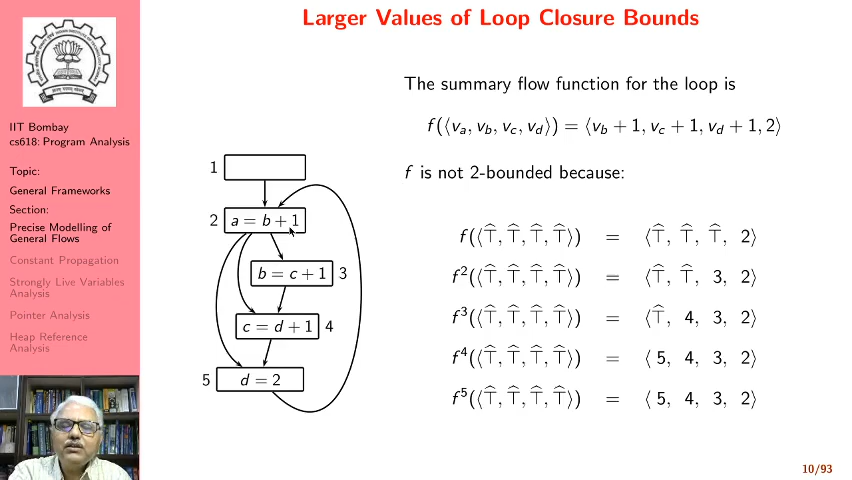 Larger Values of Loop Closure Bounds
IIT Bombay
cs618: Program Analysis
Topic:
General Frameworks
Section:
Precise Modelling of
General Flows
Constant Propagation
Strongly Live Variables
Analysis
Pointer Analysis
Heap Reference
Analysis
1
2 a = b + 1
b = c + 1 3
c = d + 1 4
5 d = 2
The summary flow function for the loop is
f(⟨v_a, v_b, v_c, v_d⟩) = ⟨v_b + 1, v_c + 1, v_d + 1, 2⟩
f is not 2-bounded because:
f(⟨⊤̂, ⊤̂, ⊤̂, ⊤̂⟩) = ⟨⊤̂, ⊤̂, ⊤̂, 2⟩
f²(⟨⊤̂, ⊤̂, ⊤̂, ⊤̂⟩) = ⟨⊤̂, ⊤̂, 3, 2⟩
f³(⟨⊤̂, ⊤̂, ⊤̂, ⊤̂⟩) = ⟨⊤̂, 4, 3, 2⟩
f⁴(⟨⊤̂, ⊤̂, ⊤̂, ⊤̂⟩) = ⟨ 5, 4, 3, 2⟩
f⁵(⟨⊤̂, ⊤̂, ⊤̂, ⊤̂⟩) = ⟨ 5, 4, 3, 2⟩
10/93